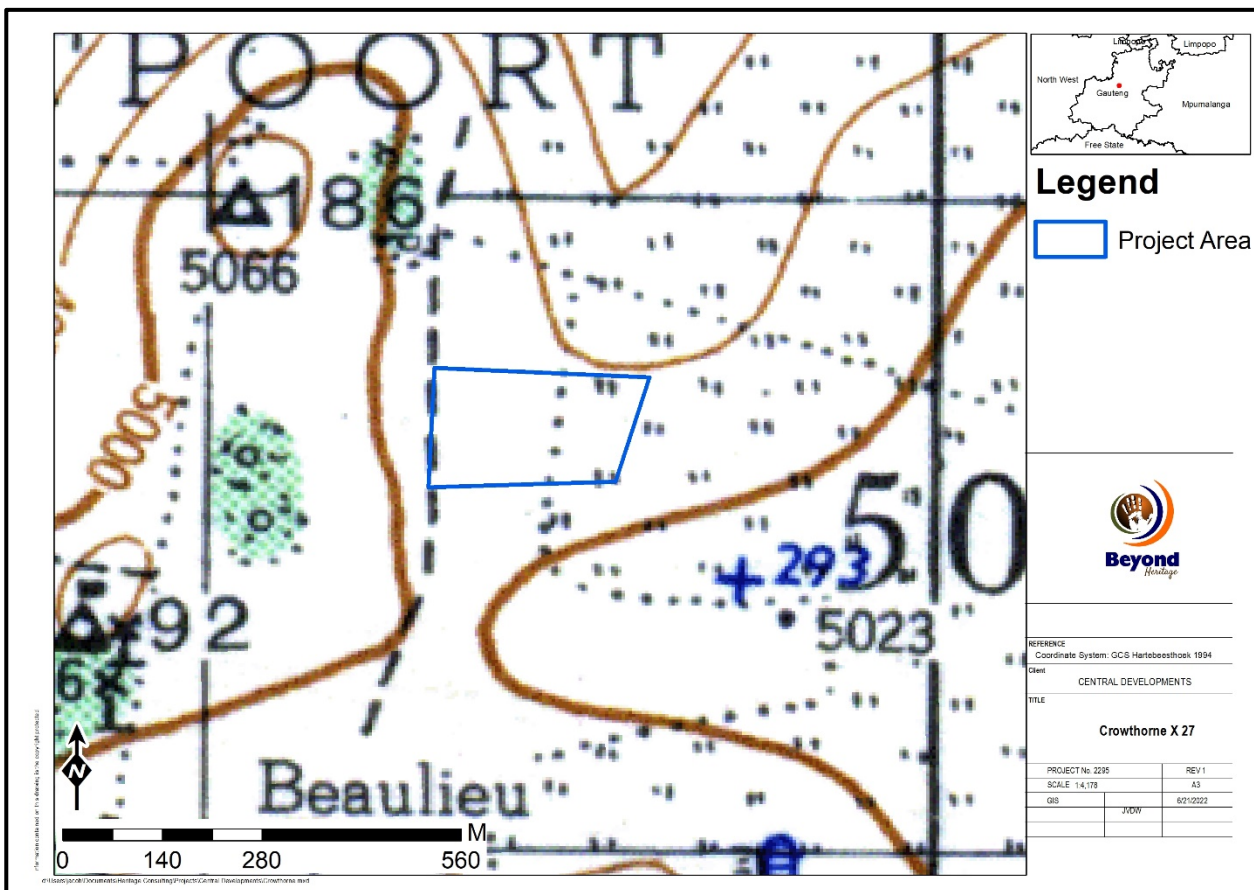 PORT
186
5066
5000
92
293
50
5023
Beaulieu
N
M
0 140 280 560
Limpopo
Limpopo
North West
Gauteng
Mpumalanga
Free State
Legend
Project Area
Beyond
Heritage
REFERENCE
Coordinate System: GCS Hartebeesthoek 1994
Client
CENTRAL DEVELOPMENTS
TITLE
Crowthorne X 27
PROJECT No. 2295 REV 1
SCALE 1:4,178 A3
GIS JVDW 6/21/2022